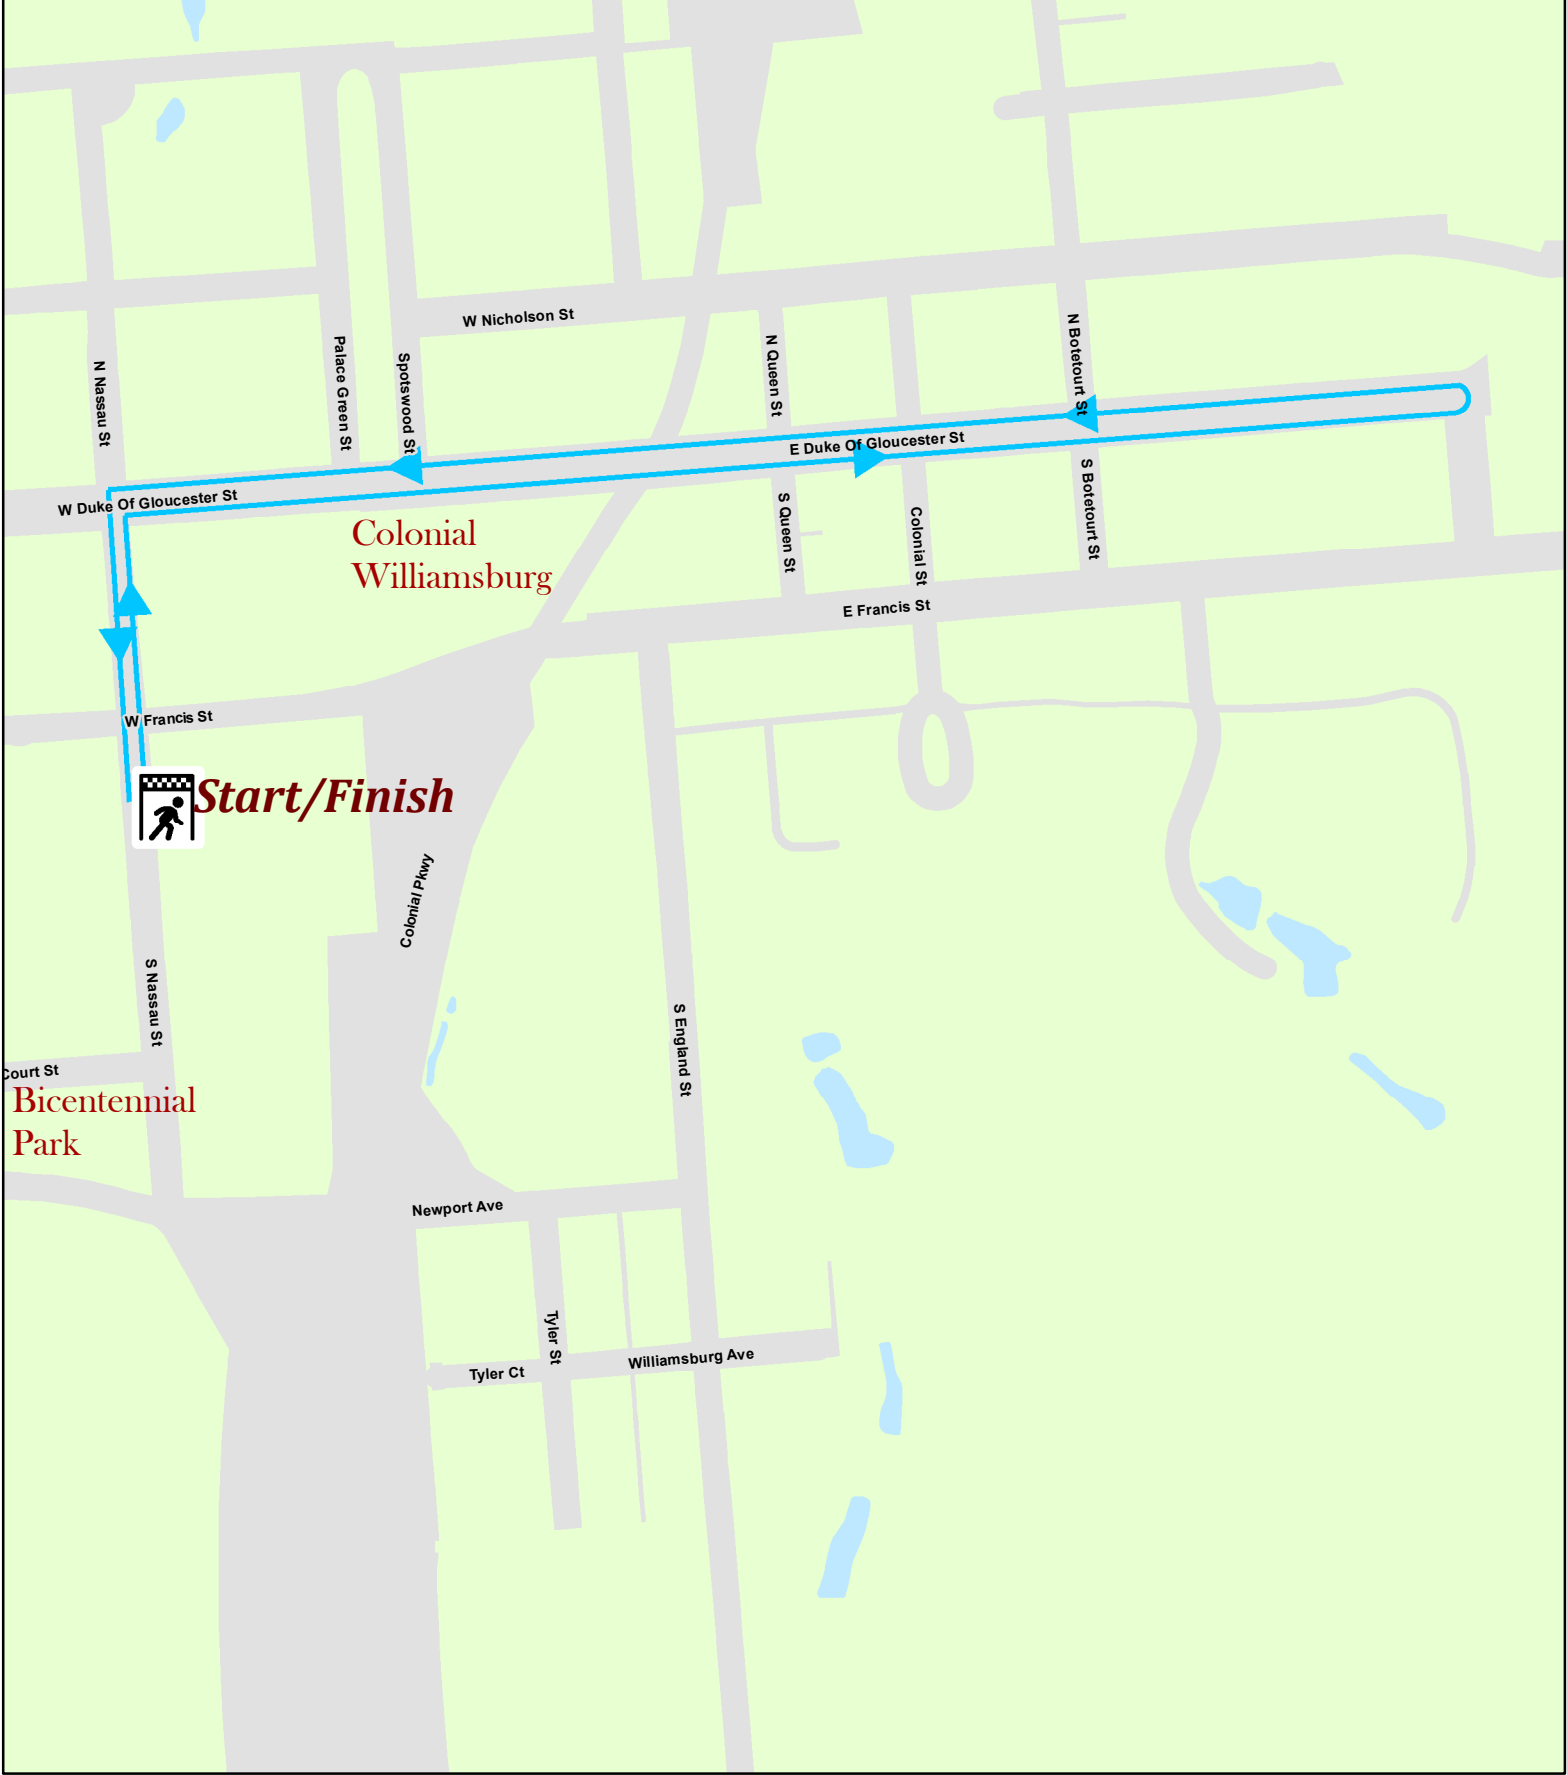 W Nicholson St
N Nassau St
Palace Green St
Spotswood St
N Queen St
N Botetourt St
E Duke Of Gloucester St
W Duke Of Gloucester St
Colonial
Williamsburg
S Queen St
Colonial St
S Botetourt St
E Francis St
W Francis St
Start/Finish
Colonial Pkwy
S Nassau St
S England St
Court St
Bicentennial
Park
Newport Ave
Tyler St
Williamsburg Ave
Tyler Ct